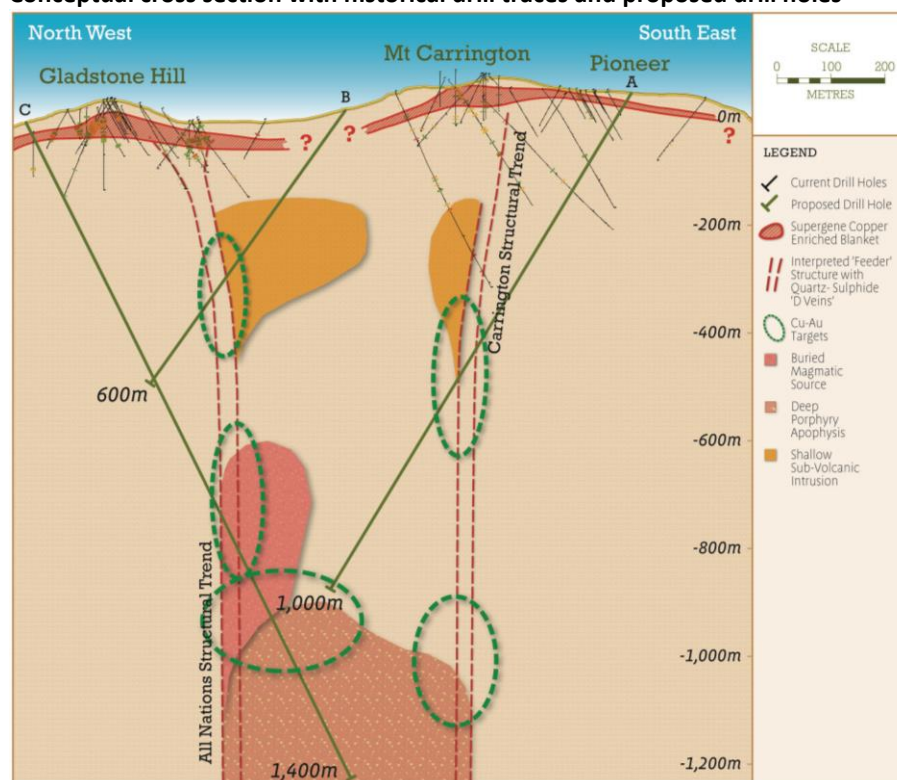 Conceptual cross section with historical drill traces and proposed drill holes
North West
South East
Gladstone Hill
Mt Carrington
Pioneer
C
B
A
?
?
?
0m
-200m
-400m
-600m
-800m
-1,000m
-1,200m
Carrington Structural Trend
All Nations Structural Trend
600m
1,000m
1,400m
SCALE
0 100 200
METRES
LEGEND
Current Drill Holes
Proposed Drill Hole
Supergene Copper
Enriched Blanket
Interpreted 'Feeder'
Structure with
Quartz- Sulphide
'D Veins'
Cu-Au
Targets
Buried
Magmatic
Source
Deep
Porphyry
Apophysis
Shallow
Sub-Volcanic
Intrusion